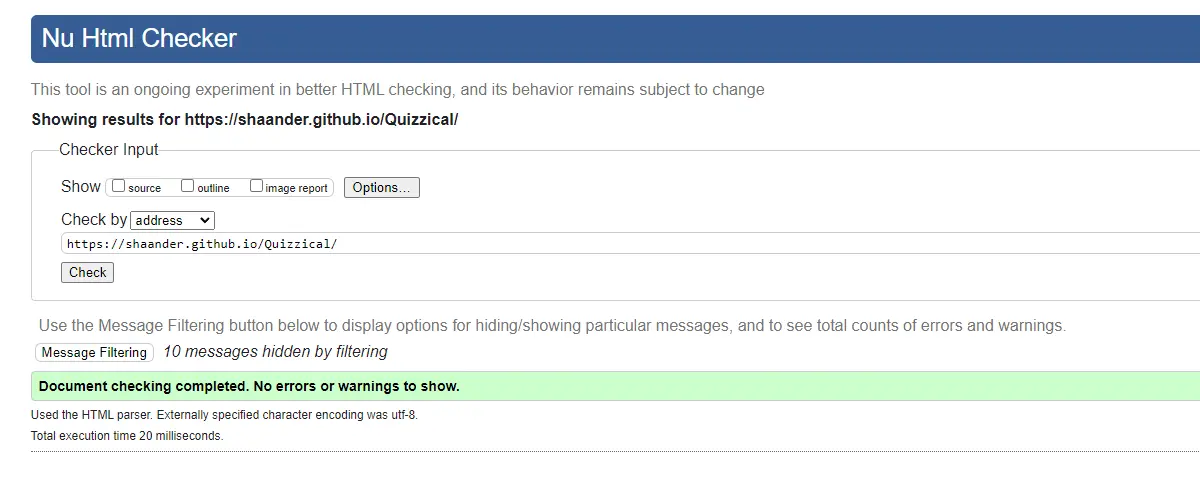 Nu Html Checker
This tool is an ongoing experiment in better HTML checking, and its behavior remains subject to change
Showing results for https://shaander.github.io/Quizzical/
Checker Input
Show source outline image report Options...
Check by address
https://shaander.github.io/Quizzical/
Check
Use the Message Filtering button below to display options for hiding/showing particular messages, and to see total counts of errors and warnings.
Message Filtering 10 messages hidden by filtering
Document checking completed. No errors or warnings to show.
Used the HTML parser. Externally specified character encoding was utf-8.
Total execution time 20 milliseconds.